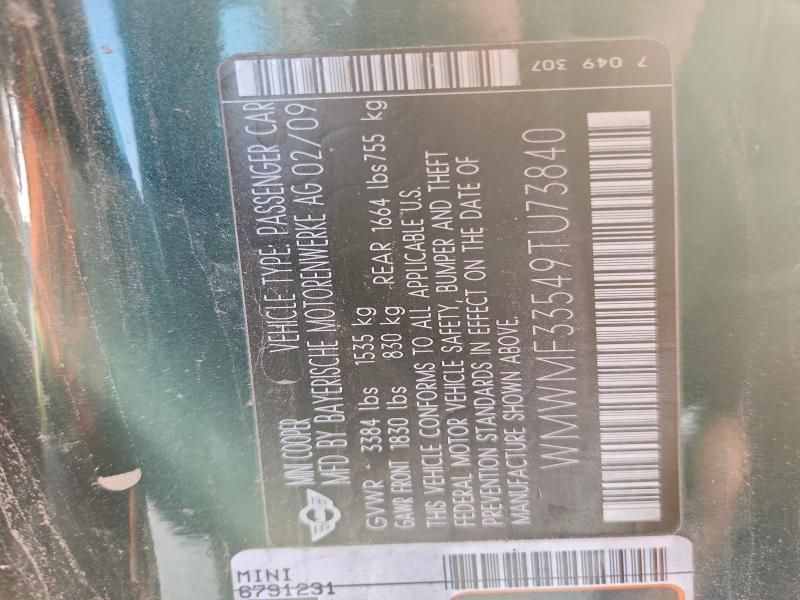 7 049 307
MINI COOER
VEHICLE TYPE: PASSENGER CAR
MFD BY BAYERISCHE MOTORENWERKE AG 02/09
GVWR 3384 lbs 1535 kg
GAWR FRONT 1830 lbs 830 kg REAR 1664 lbs 755 kg
THIS VEHICLE CONFORMS TO ALL APPLICABLE U.S.
FEDERAL MOTOR VEHICLE SAFETY, BUMPER AND THEFT
PREVENTION STANDARDS IN EFFECT ON THE DATE OF
MANUFACTURE SHOWN ABOVE.
WMWMF33549TU73840
MINI
6791231